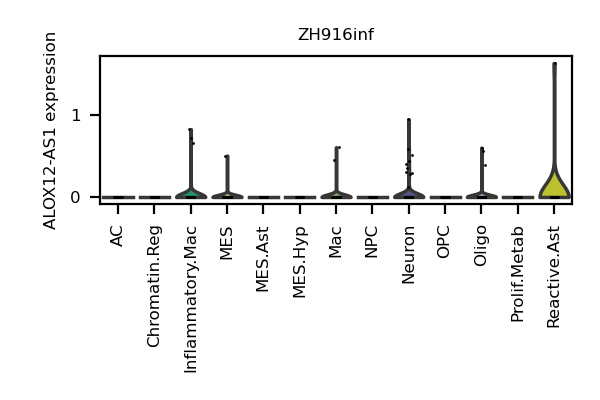 ZH916inf
ALOX12-AS1 expression
1
0
AC
Chromatin.Reg
Inflammatory.Mac
MES
MES.Ast
MES.Hyp
Mac
NPC
Neuron
OPC
Oligo
Prolif.Metab
Reactive.Ast